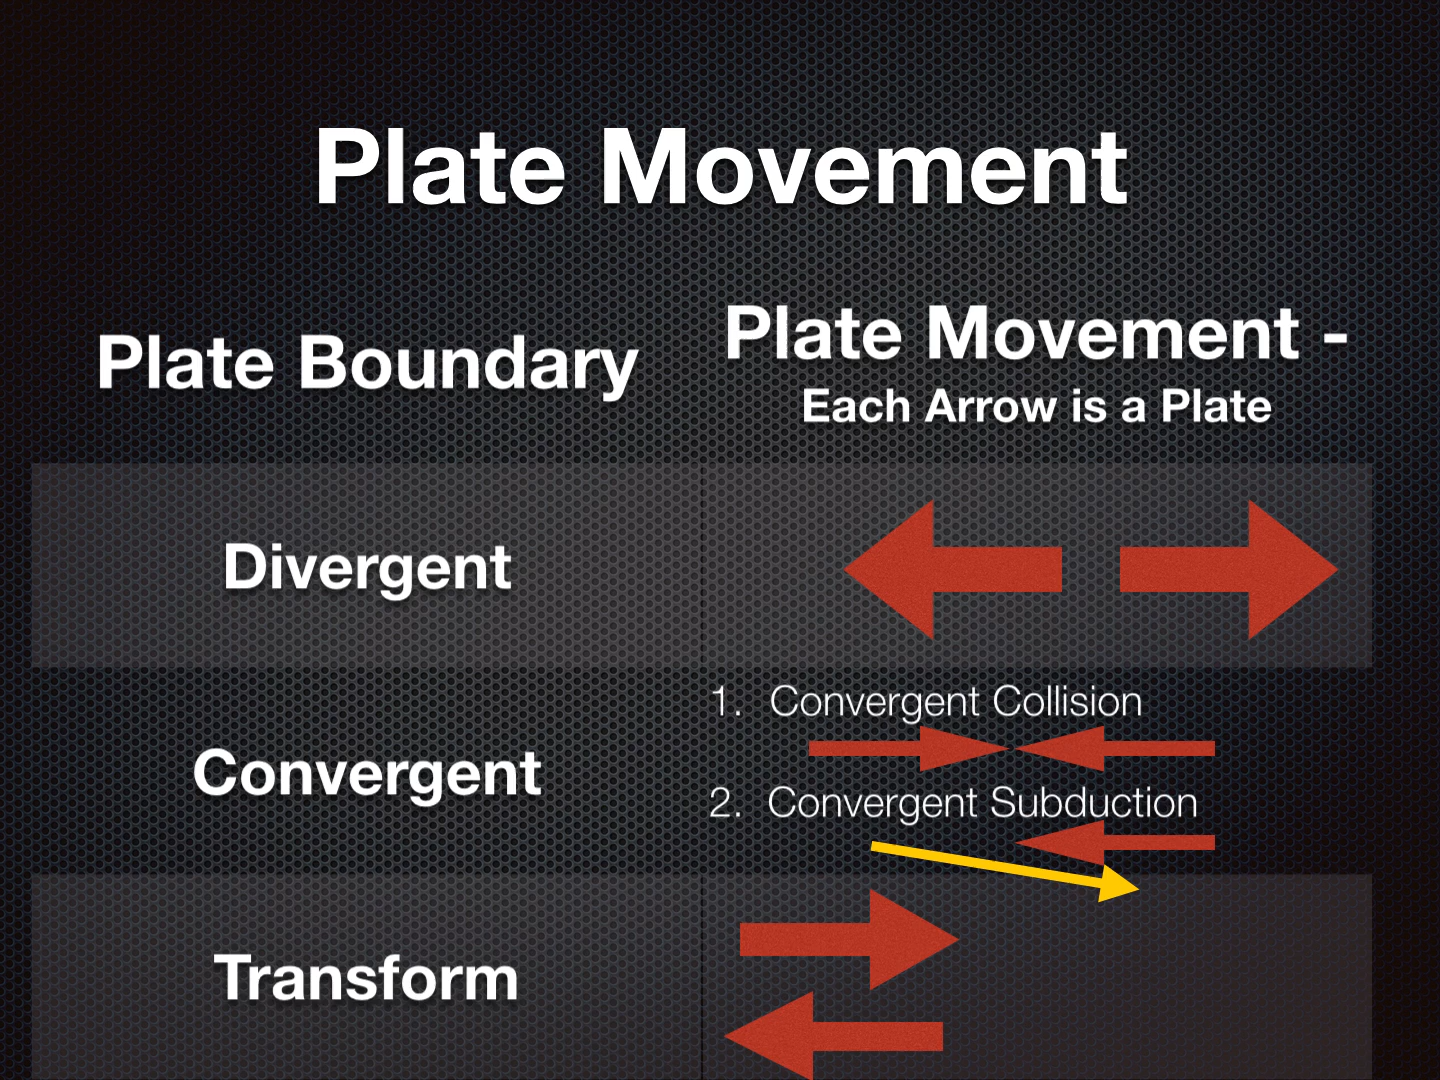 Plate Movement
Plate Boundary
Plate Movement -
Each Arrow is a Plate
Divergent
Convergent
1. Convergent Collision
2. Convergent Subduction
Transform